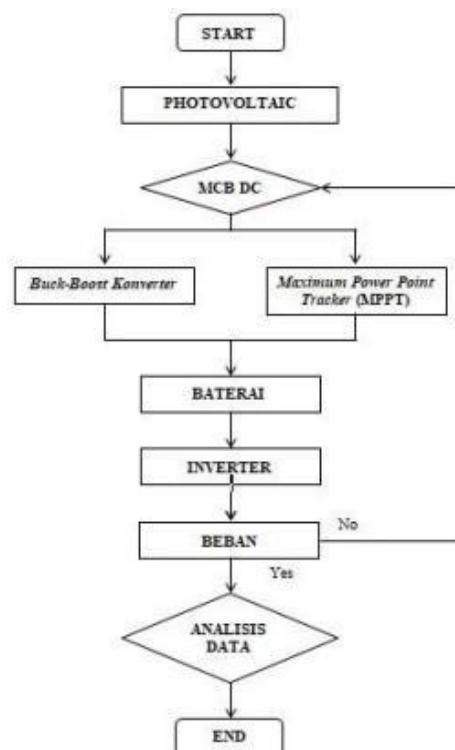 START
PHOTOVOLTAIC
MCB DC
Buck-Boost Konverter
Maximum Power Point
Tracker (MPPT)
BATERAI
INVERTER
BEBAN
No
Yes
ANALISIS
DATA
END